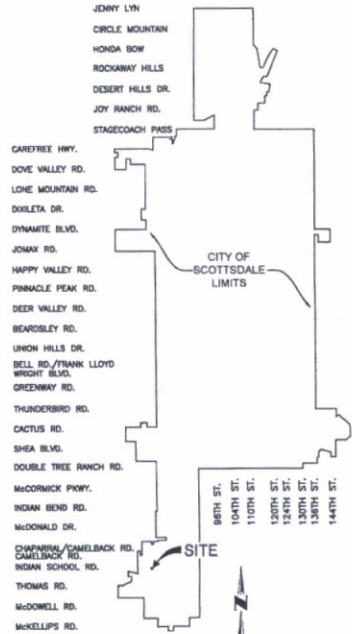 JENNY LYN
CIRCLE MOUNTAIN
HONDA BOW
ROCKAWAY HILLS
DESERT HILLS DR.
JOY RANCH RD.
STAGECOACH PASS
CAREFREE HWY.
DOVE VALLEY RD.
LONE MOUNTAIN RD.
DIXILETA DR.
DYNAMITE BLVD.
JOMAX RD.
HAPPY VALLEY RD.
PINNACLE PEAK RD.
DEER VALLEY RD.
BEARDSLEY RD.
UNION HILLS DR.
BELL RD./FRANK LLOYD
WRIGHT BLVD.
GREENWAY RD.
THUNDERBIRD RD.
CACTUS RD.
SHEA BLVD.
DOUBLE TREE RANCH RD.
McCORMICK PKWY.
INDIAN BEND RD.
McDONALD DR.
CHAPARRAL/CAMELBACK RD.
CAMELBACK RD.
INDIAN SCHOOL RD.
THOMAS RD.
McDOWELL RD.
McKELLIPS RD.
CITY OF
SCOTTSDALE
LIMITS
SITE
96TH ST.
104TH ST.
110TH ST.
120TH ST.
124TH ST.
130TH ST.
136TH ST.
144TH ST.
N